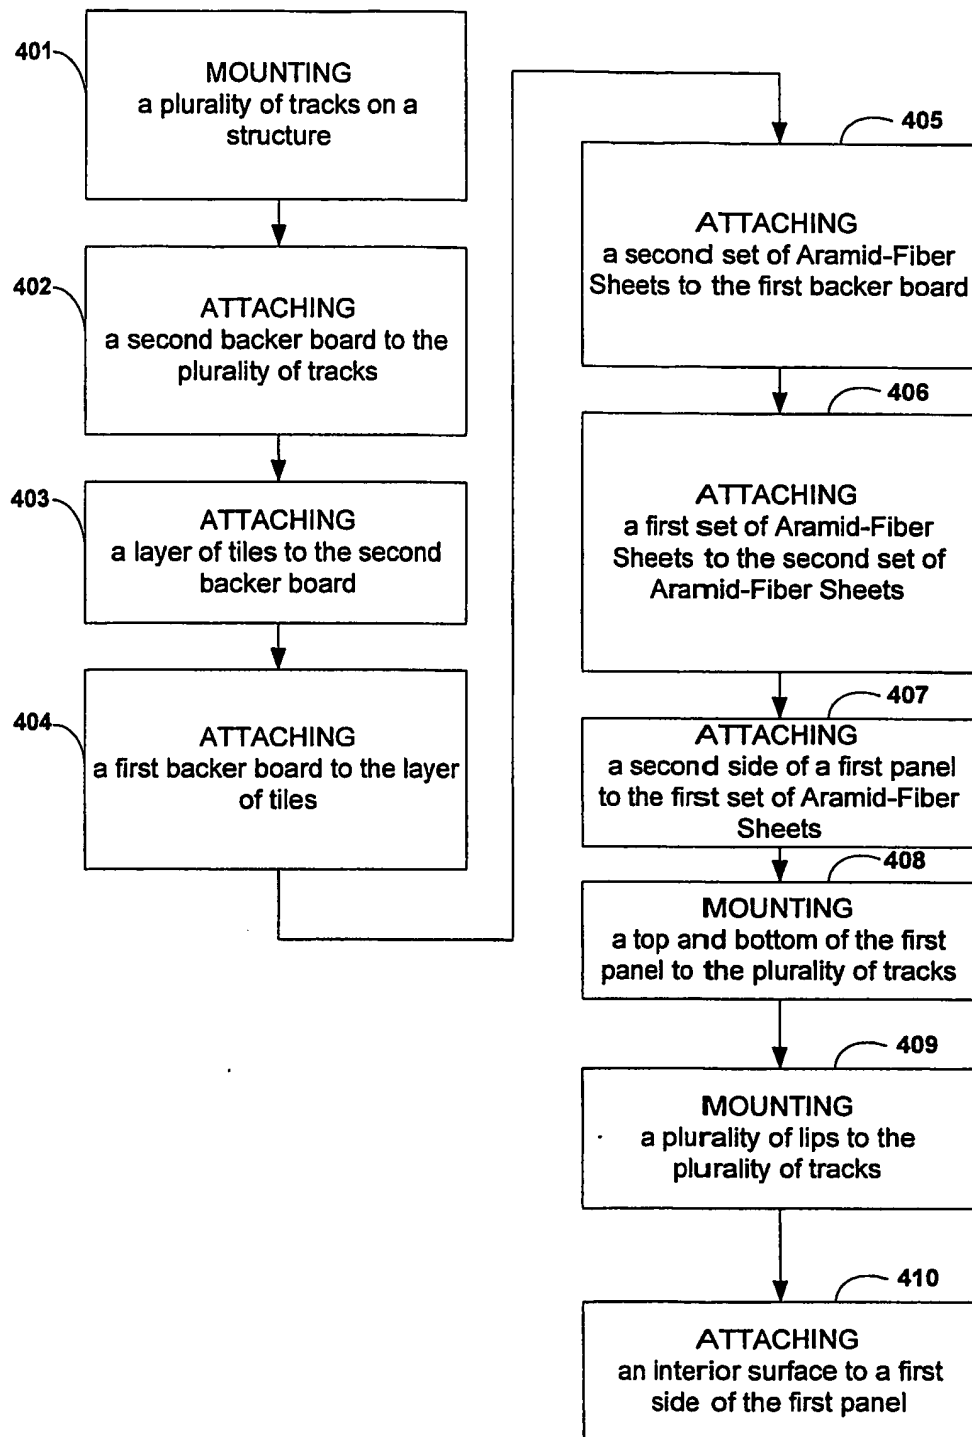 401
MOUNTING
a plurality of tracks on a
structure
402
ATTACHING
a second backer board to the
plurality of tracks
403
ATTACHING
a layer of tiles to the second
backer board
404
ATTACHING
a first backer board to the layer
of tiles
405
ATTACHING
a second set of Aramid-Fiber
Sheets to the first backer board
406
ATTACHING
a first set of Aramid-Fiber
Sheets to the second set of
Aramid-Fiber Sheets
407
ATTACHING
a second side of a first panel
to the first set of Aramid-Fiber
Sheets
408
MOUNTING
a top and bottom of the first
panel to the plurality of tracks
409
MOUNTING
a plurality of lips to the
plurality of tracks
410
ATTACHING
an interior surface to a first
side of the first panel